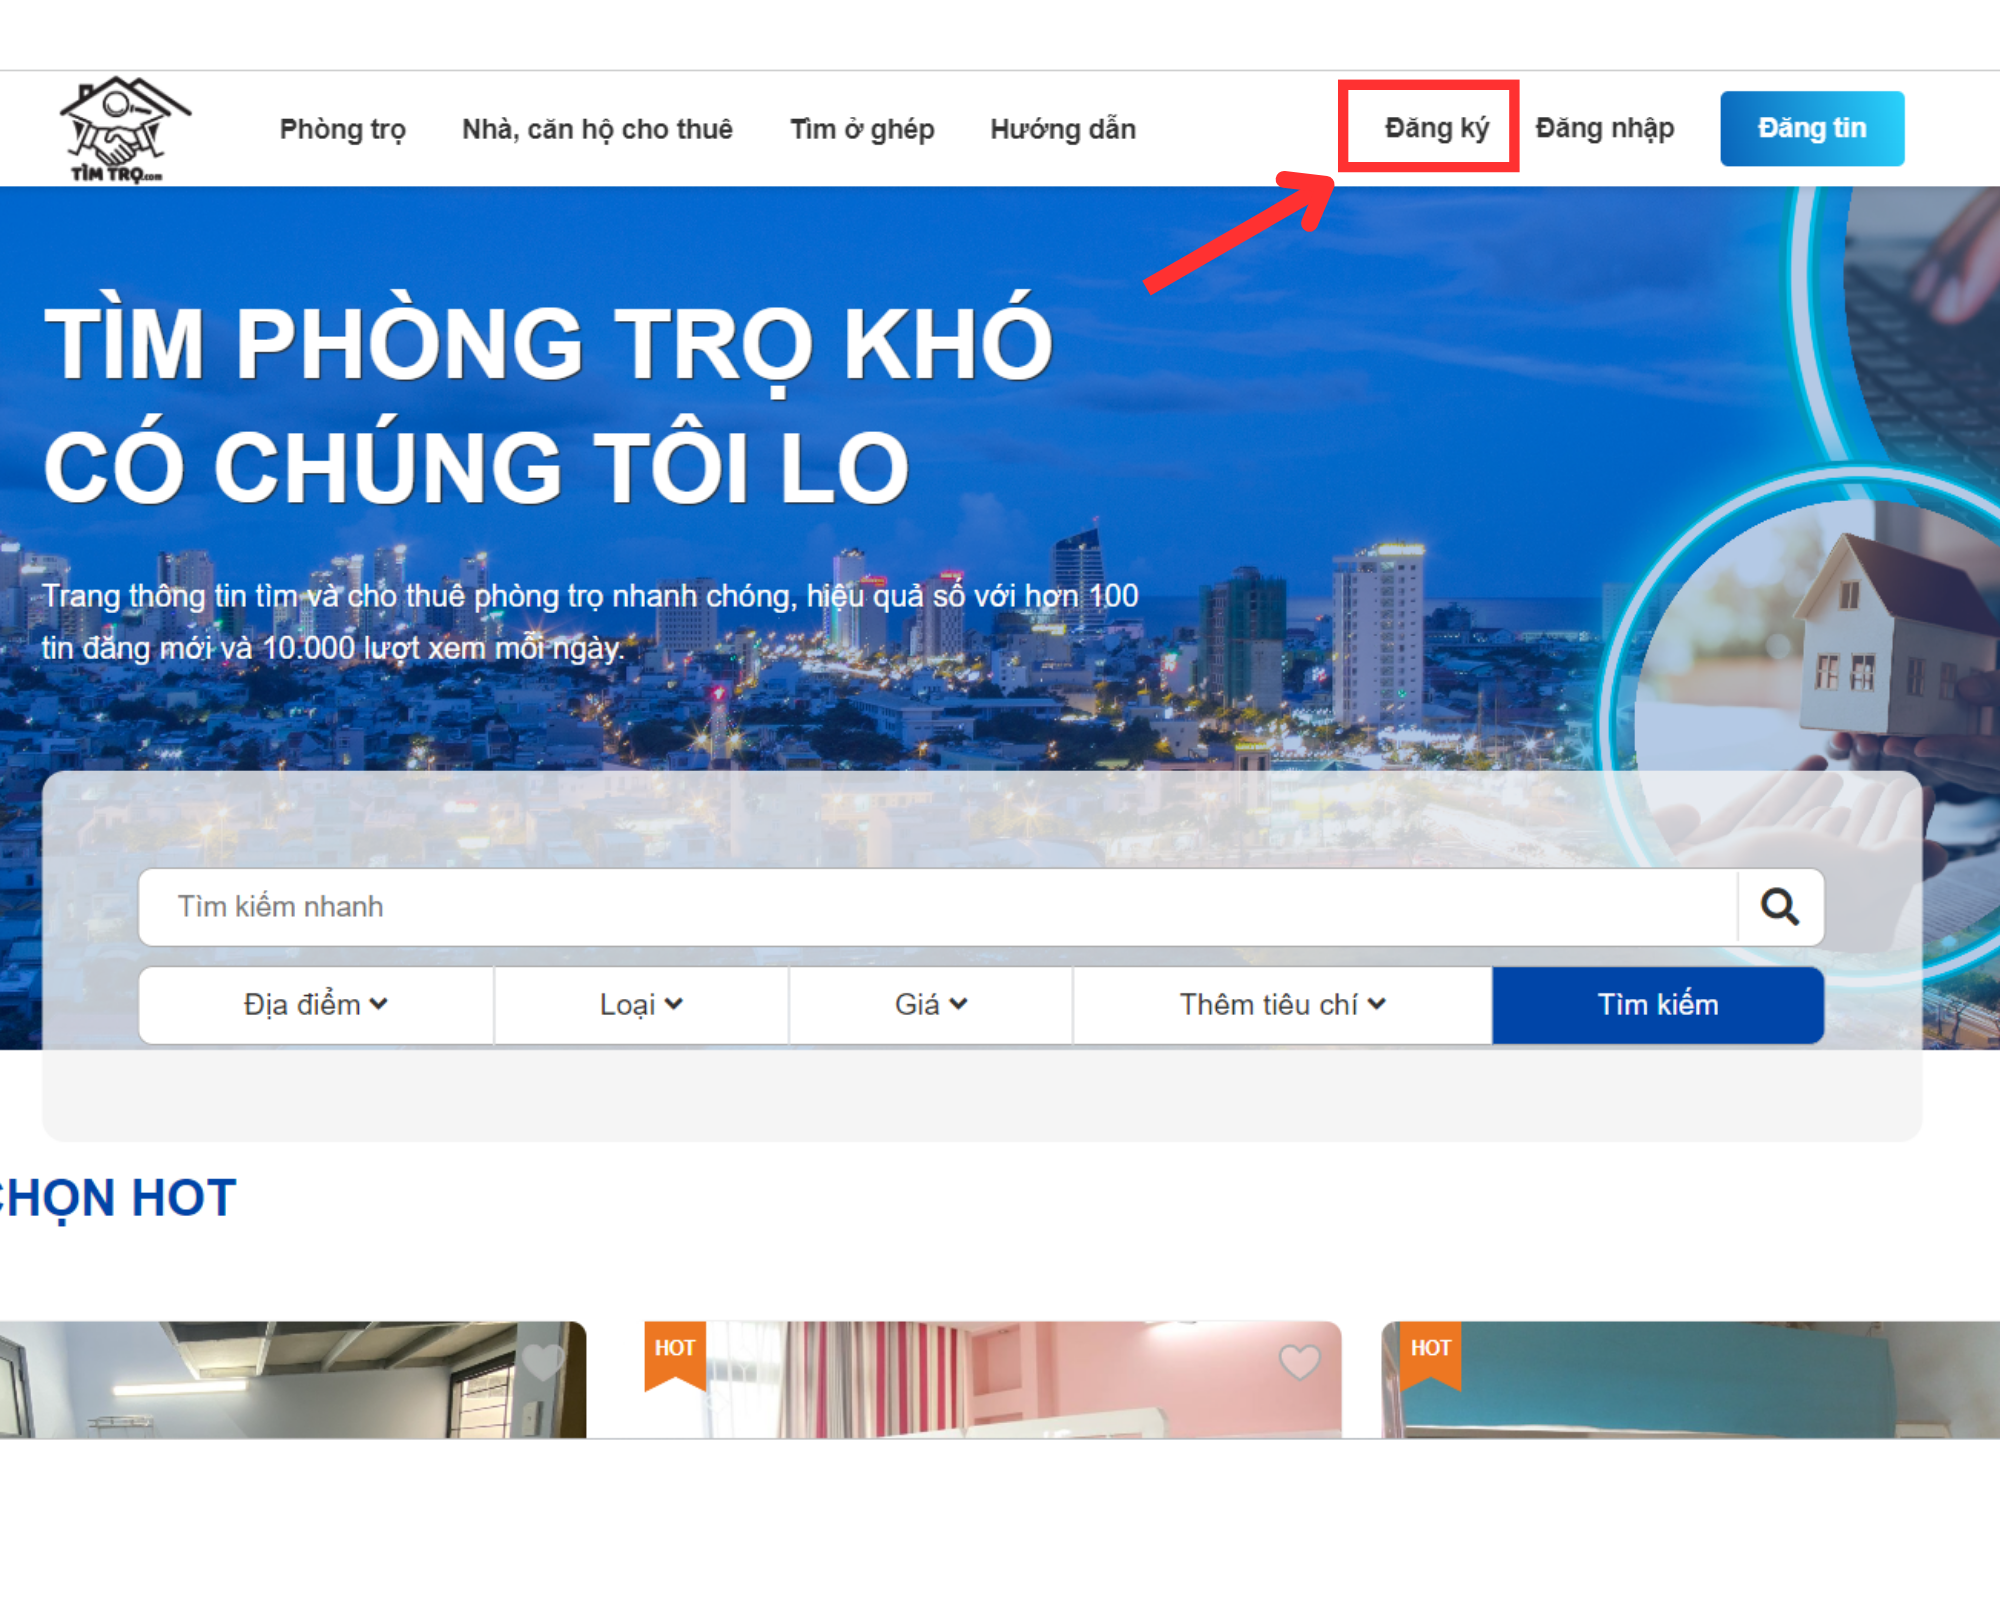 TÌM TRỌ.com
Phòng trọ
Nhà, căn hộ cho thuê
Tìm ở ghép
Hướng dẫn
Đăng ký
Đăng nhập
Đăng tin
TÌM PHÒNG TRỌ KHÓ
CÓ CHÚNG TÔI LO
Trang thông tin tìm và cho thuê phòng trọ nhanh chóng, hiệu quả số với hơn 100
tin đăng mới và 10.000 lượt xem mỗi ngày.
Tìm kiếm nhanh
Địa điểm
Loại
Giá
Thêm tiêu chí
Tìm kiếm
CHỌN HOT
HOT
HOT